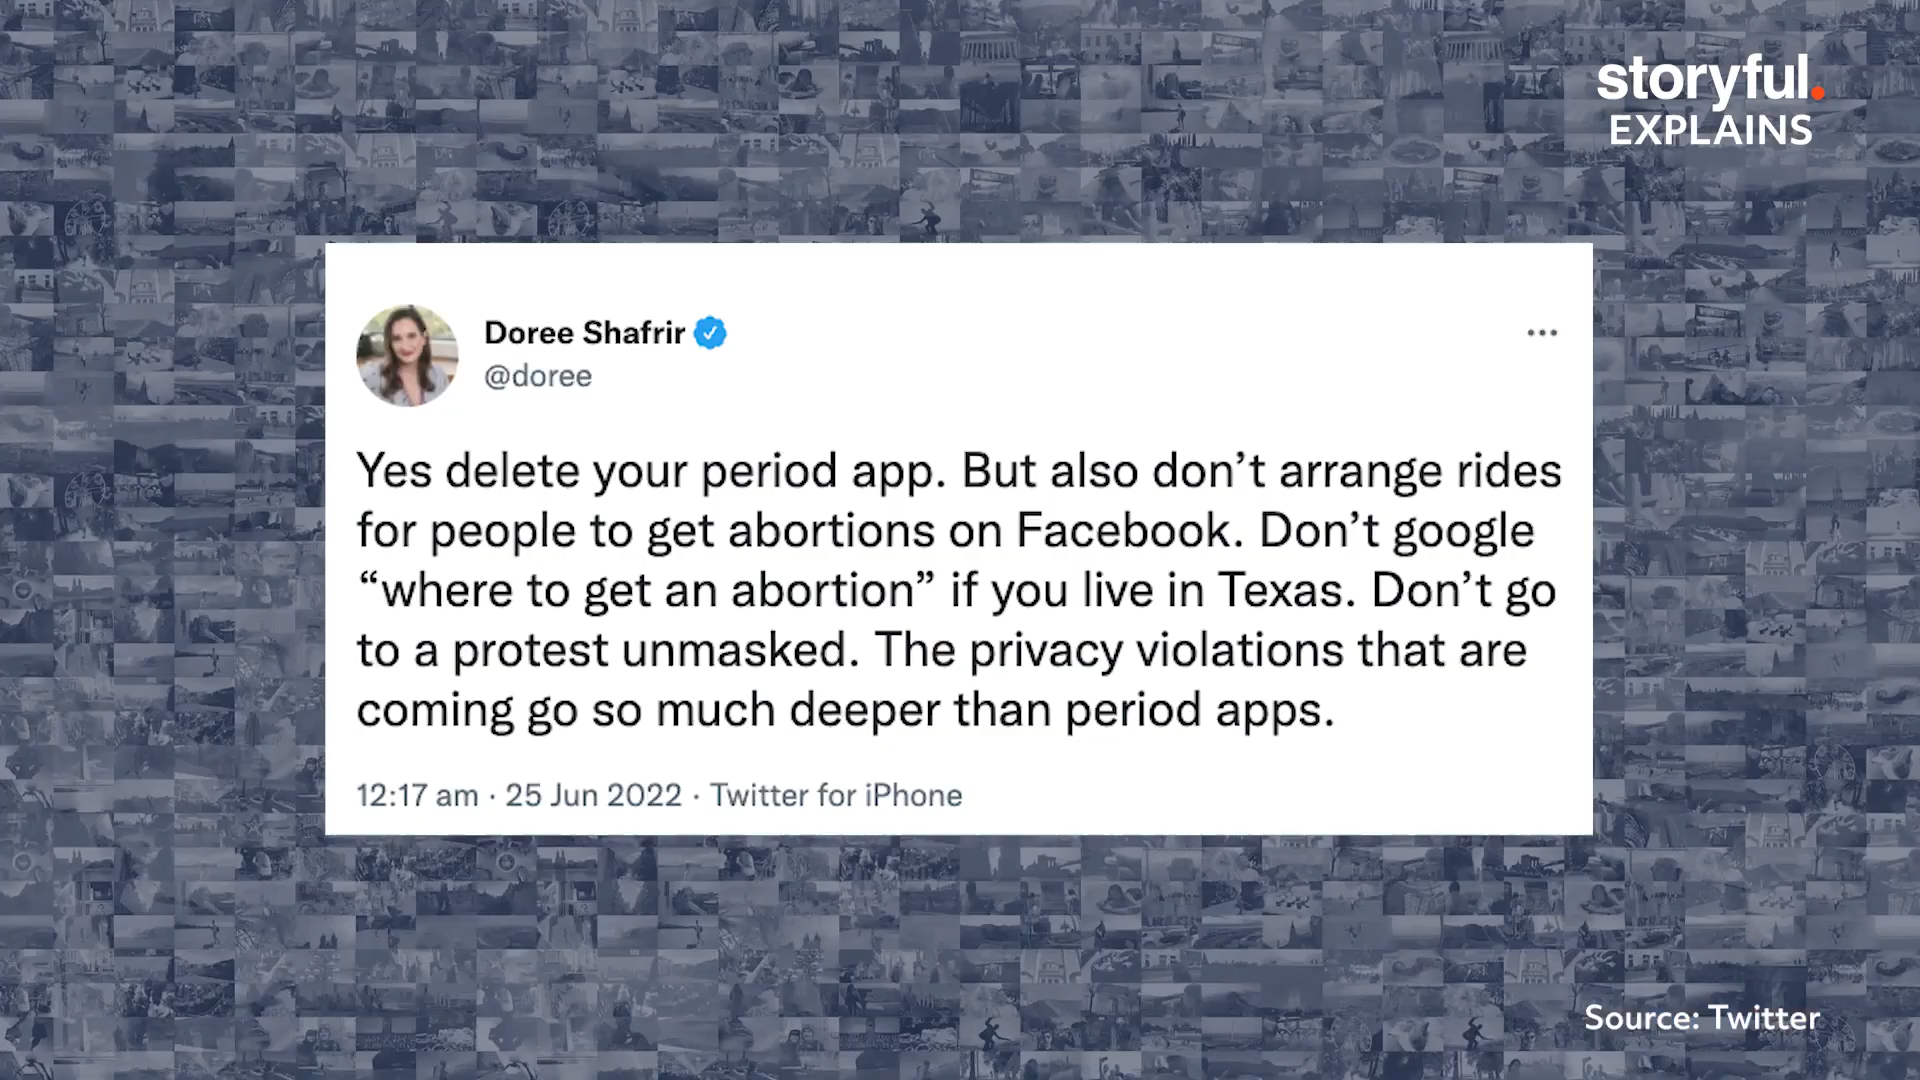 storyful.
EXPLAINS
Doree Shafrir
@doree
Yes delete your period app. But also don’t arrange rides
for people to get abortions on Facebook. Don’t google
“where to get an abortion” if you live in Texas. Don’t go
to a protest unmasked. The privacy violations that are
coming go so much deeper than period apps.
12:17 am · 25 Jun 2022 · Twitter for iPhone
Source: Twitter